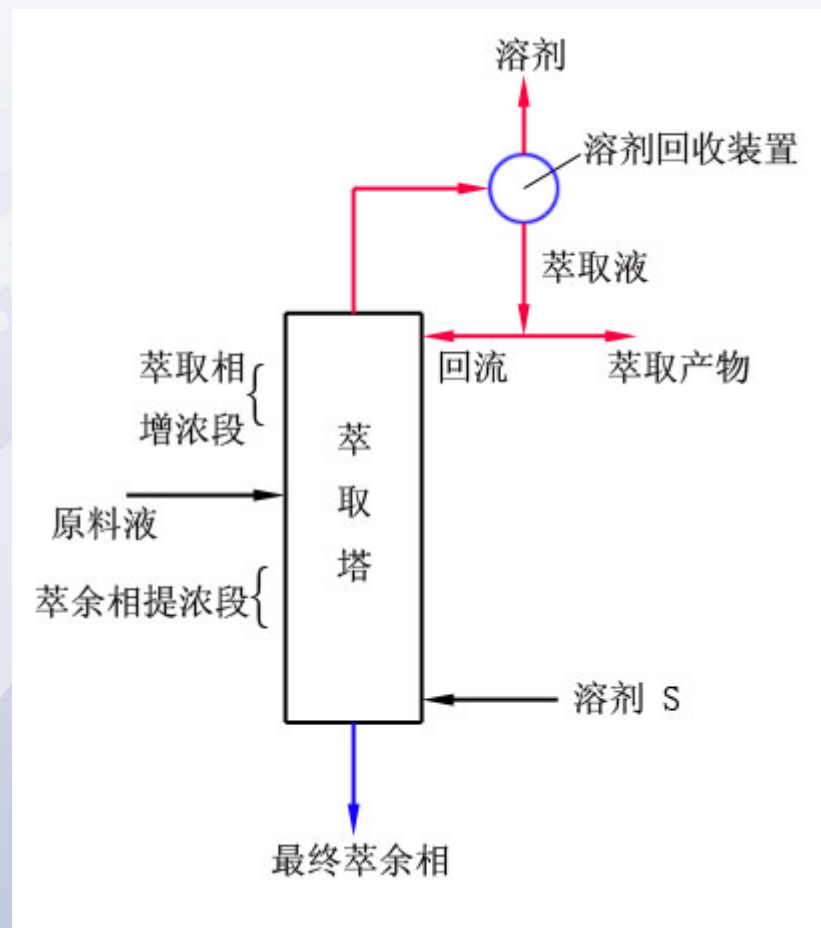 溶剂
溶剂回收装置
萃取液
回流
萃取产物
萃取相
增浓段
萃取塔
原料液
萃余相提浓段
溶剂 S
最终萃余相